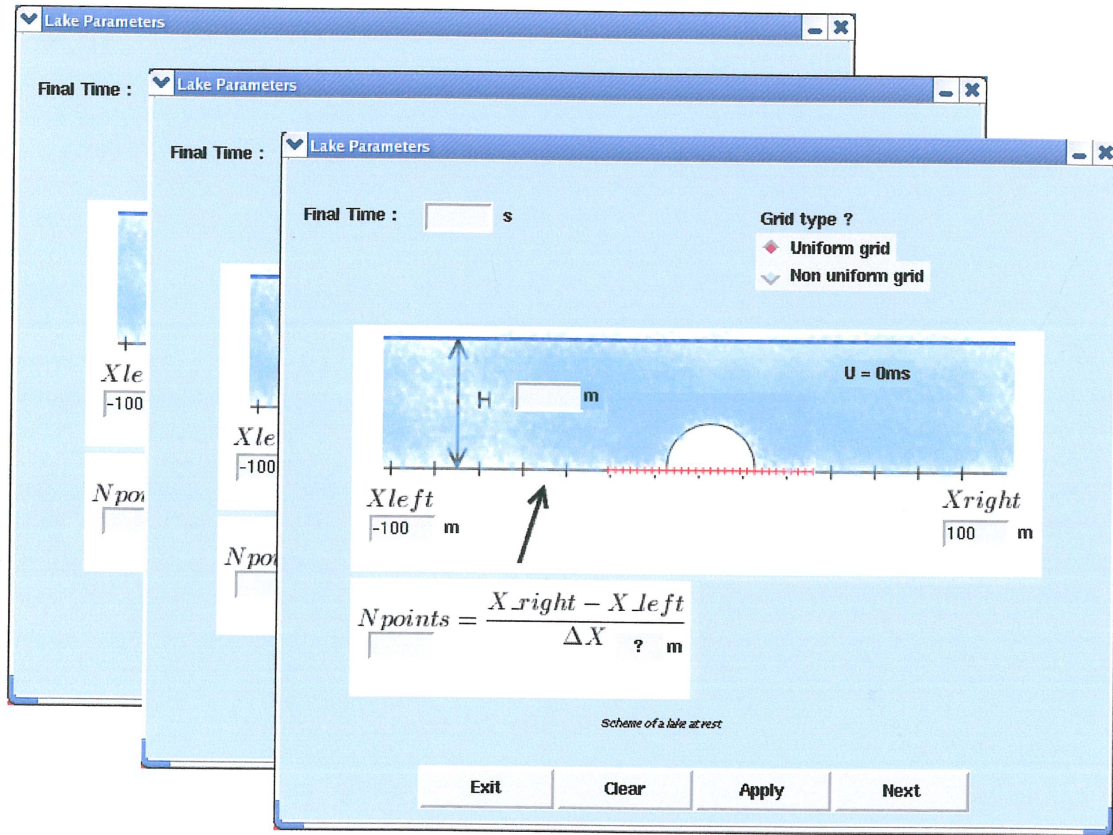 Lake Parameters
Final Time :
Xle
-100
Npoi
Lake Parameters
Final Time :
Xle
-100
Npoi
Lake Parameters
Final Time : s
Grid type ?
Uniform grid
Non uniform grid
U = 0ms
H m
Xleft
-100 m
Xright
100 m
Npoints = X_right − X_left
ΔX ? m
Scheme of a lake at rest
Exit Clear Apply Next